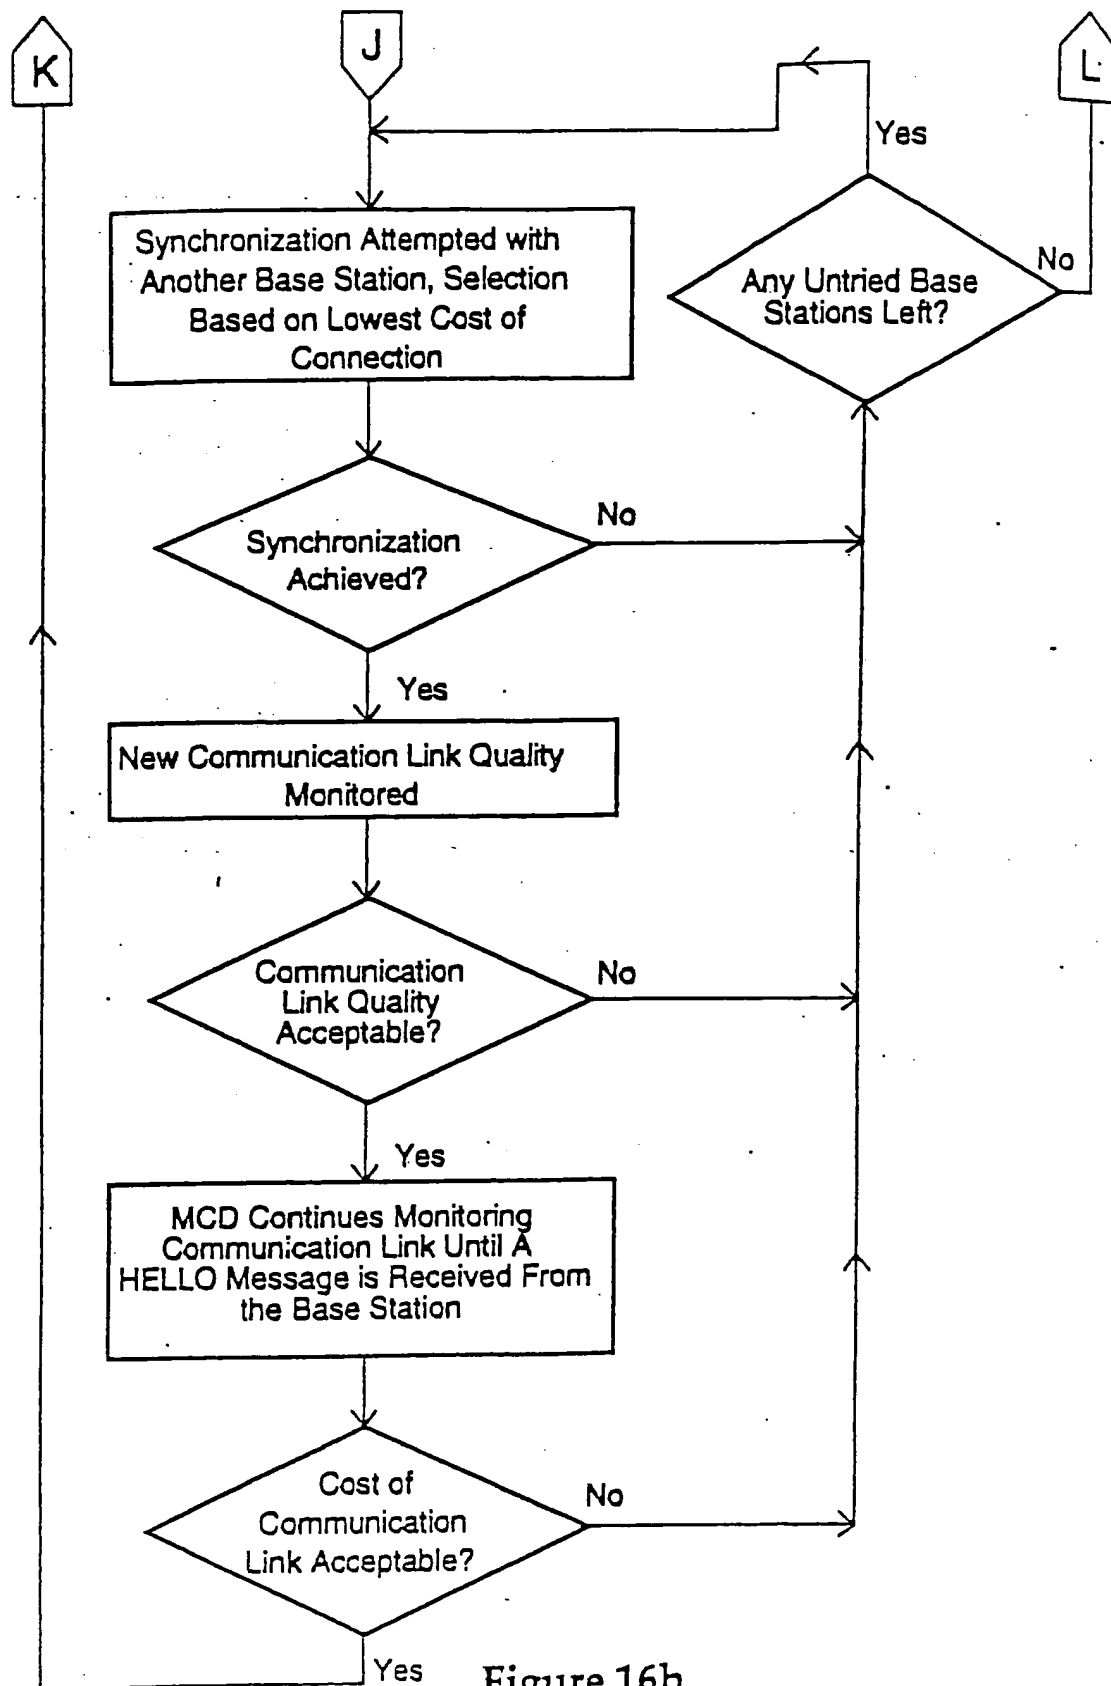 K
J
L
Yes
Synchronization Attempted with
Another Base Station, Selection
Based on Lowest Cost of
Connection
No
Any Untried Base
Stations Left?
No
Synchronization
Achieved?
Yes
New Communication Link Quality
Monitored
No
Communication
Link Quality
Acceptable?
Yes
MCD Continues Monitoring
Communication Link Until A
HELLO Message is Received From
the Base Station
No
Cost of
Communication
Link Acceptable?
Yes
Figure 16b